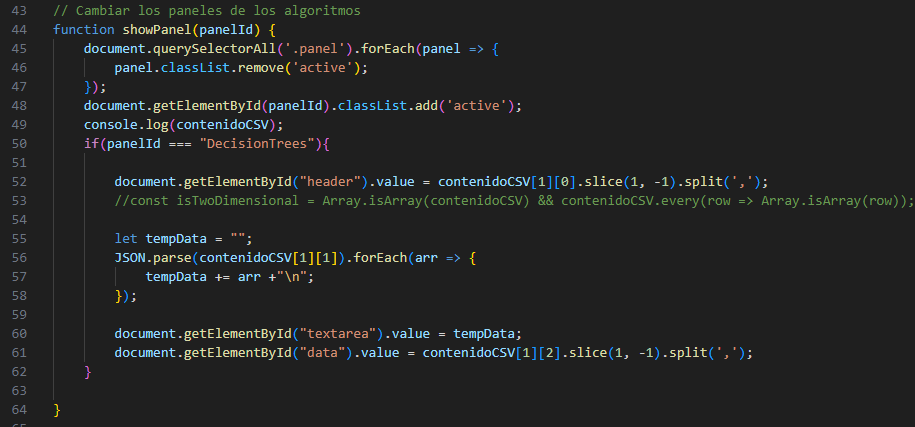 43 // Cambiar los paneles de los algoritmos
44 function showPanel(panelId) {
45     document.querySelectorAll('.panel').forEach(panel => {
46         panel.classList.remove('active');
47     });
48     document.getElementById(panelId).classList.add('active');
49     console.log(contenidoCSV);
50     if(panelId === "DecisionTrees"){
51
52         document.getElementById("header").value = contenidoCSV[1][0].slice(1, -1).split(',');
53         //const isTwoDimensional = Array.isArray(contenidoCSV) && contenidoCSV.every(row => Array.isArray(row));
54
55         let tempData = "";
56         JSON.parse(contenidoCSV[1][1]).forEach(arr => {
57             tempData += arr +"\n";
58         });
59
60         document.getElementById("textarea").value = tempData;
61         document.getElementById("data").value = contenidoCSV[1][2].slice(1, -1).split(',');
62     }
63
64 }